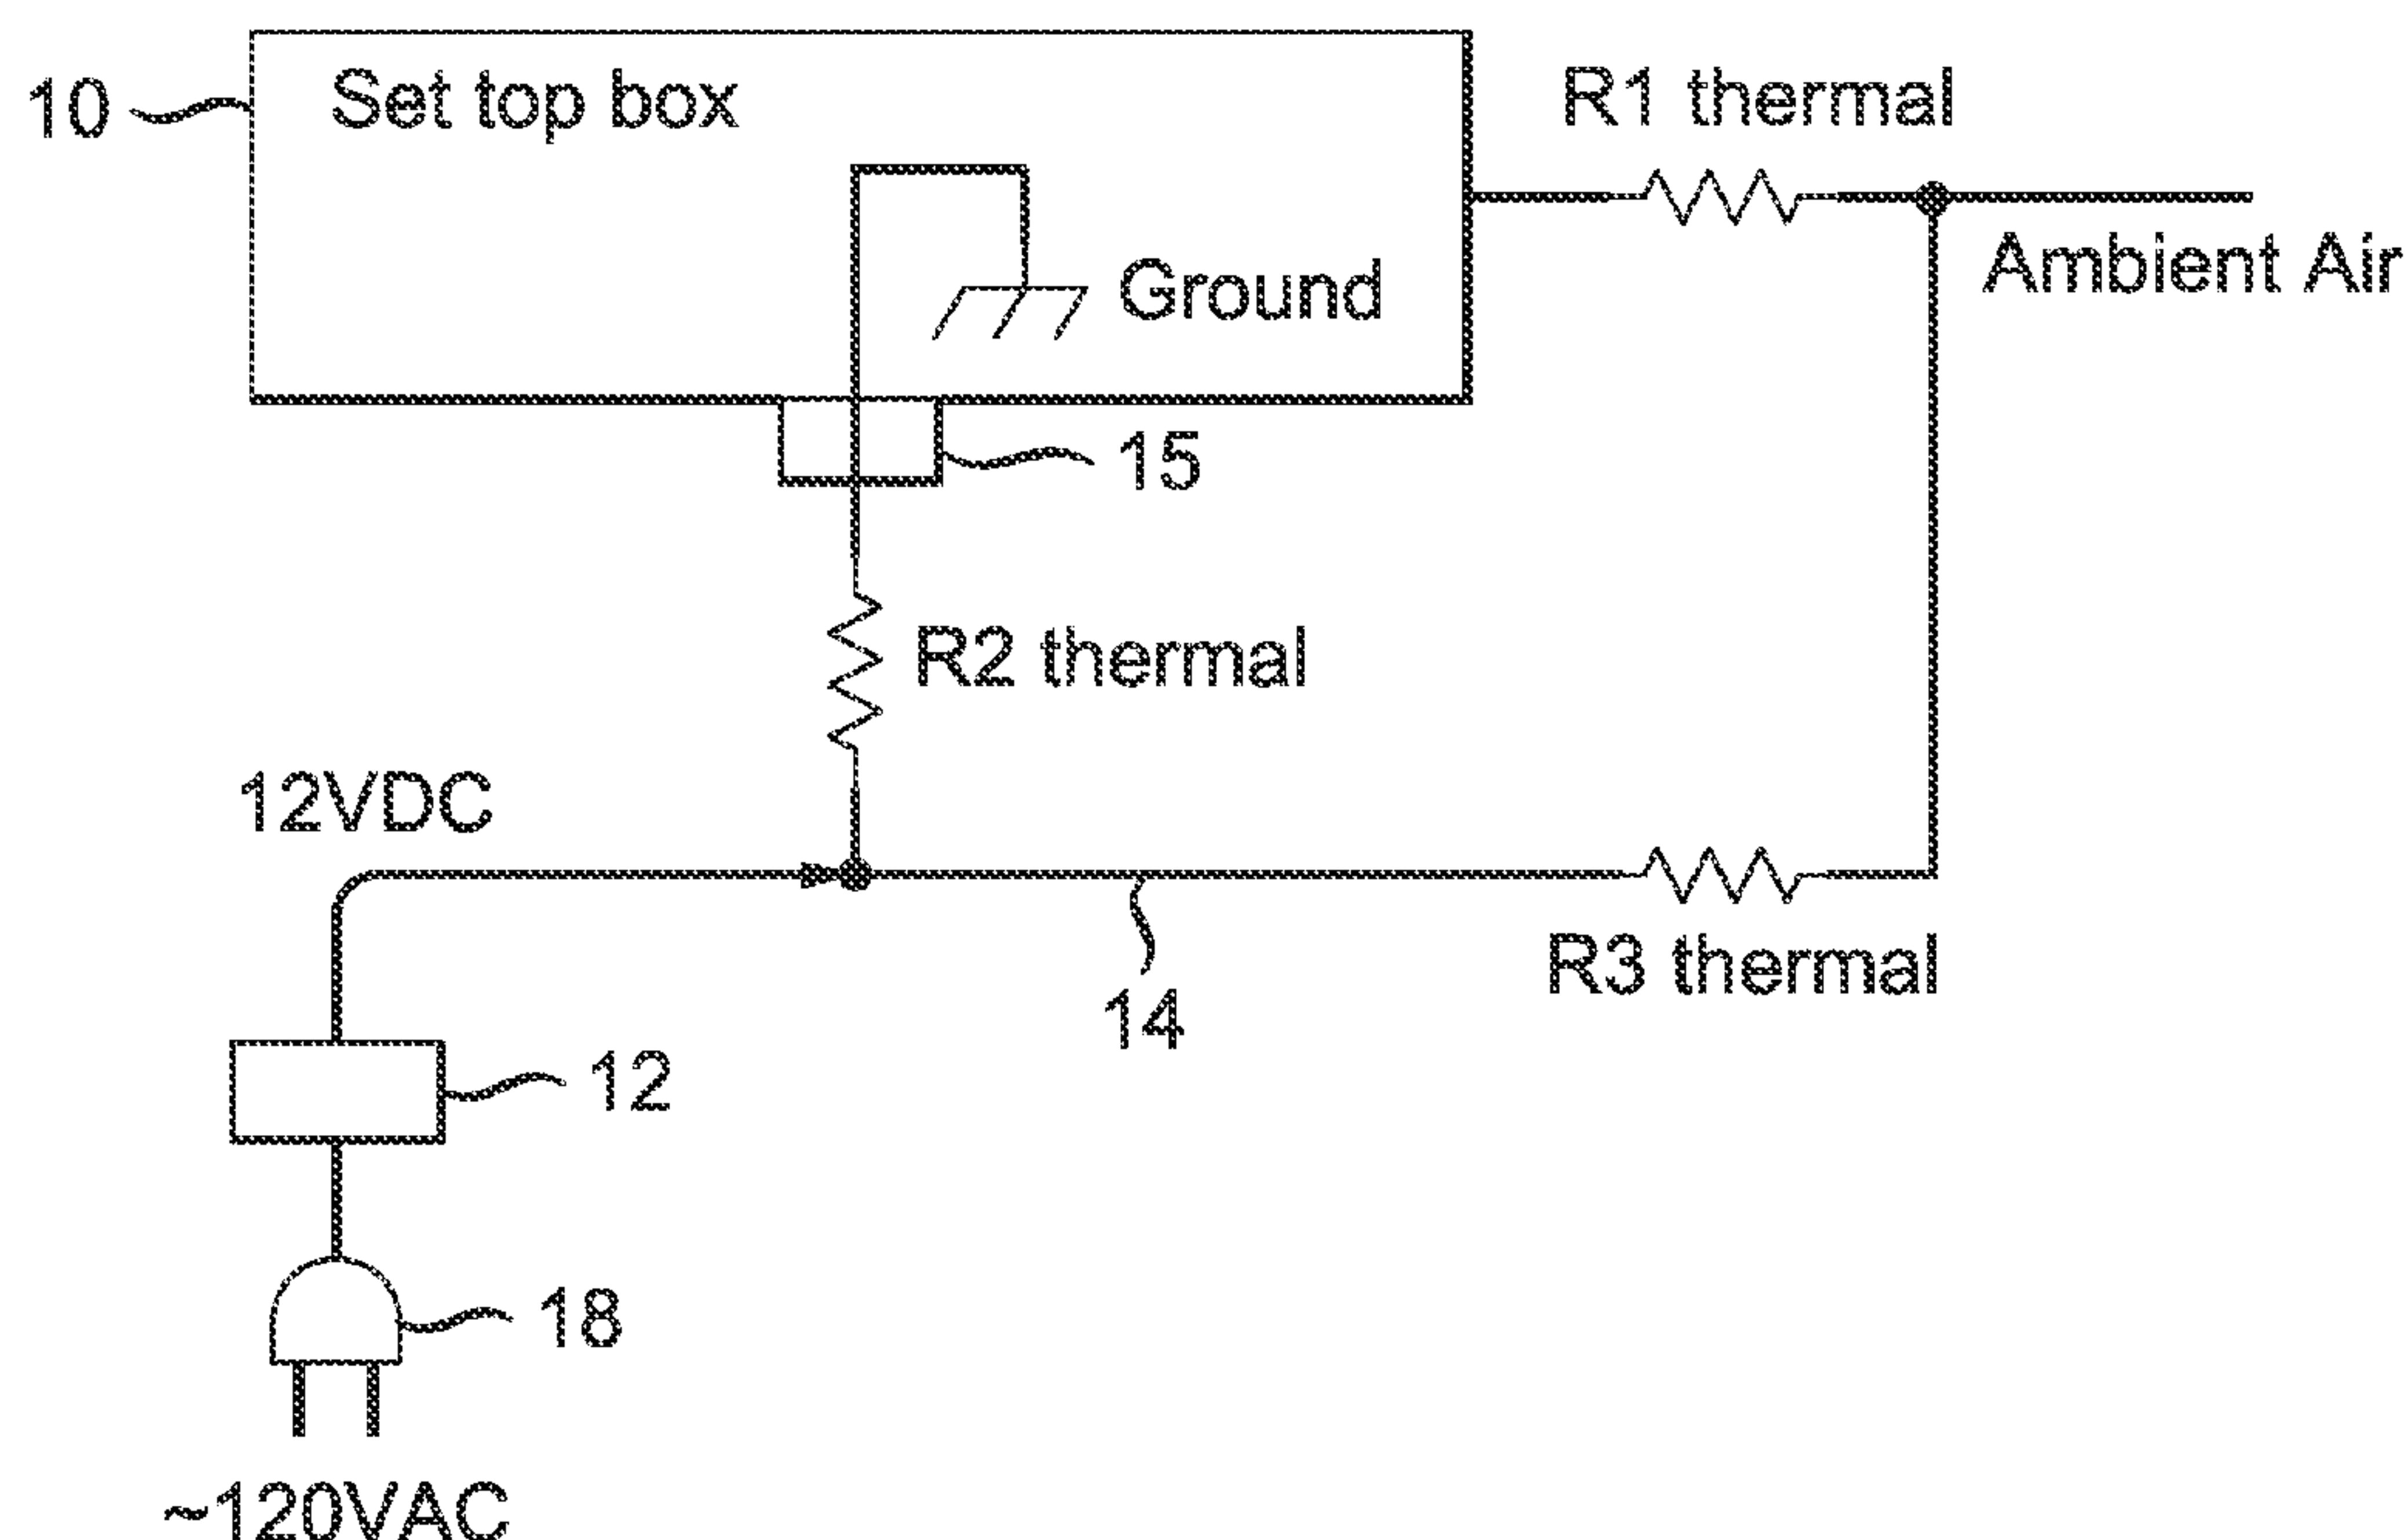 10
Set top box
R1 thermal
Ground
Ambient Air
15
R2 thermal
12VDC
14
R3 thermal
12
18
~120VAC